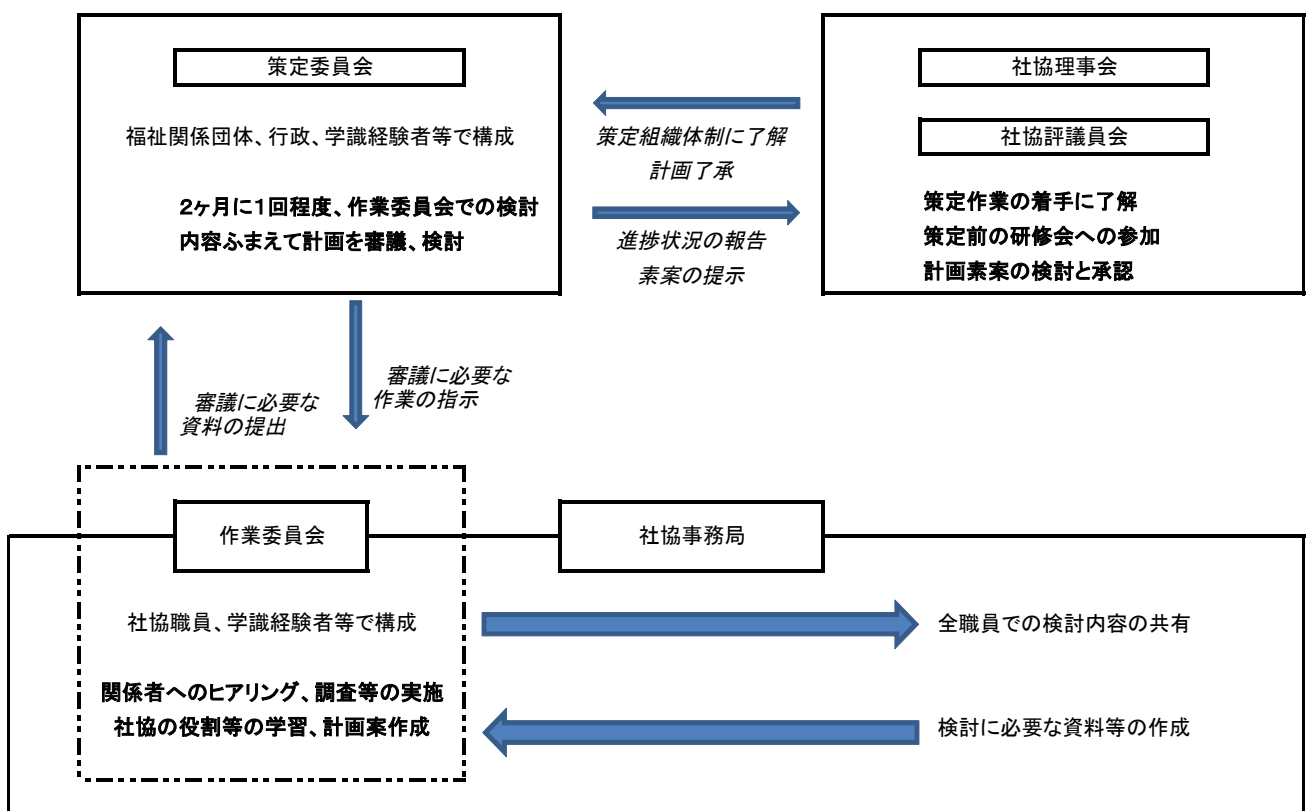 策定委員会
福祉関係団体、行政、学識経験者等で構成
2ヶ月に1回程度、作業委員会での検討
内容ふまえて計画を審議、検討
策定組織体制に了解
計画了承
進捗状況の報告
素案の提示
社協理事会
社協評議員会
策定作業の着手に了解
策定前の研修会への参加
計画素案の検討と承認
審議に必要な
資料の提出
審議に必要な
作業の指示
作業委員会
社協事務局
社協職員、学識経験者等で構成
関係者へのヒアリング、調査等の実施
社協の役割等の学習、計画案作成
全職員での検討内容の共有
検討に必要な資料等の作成